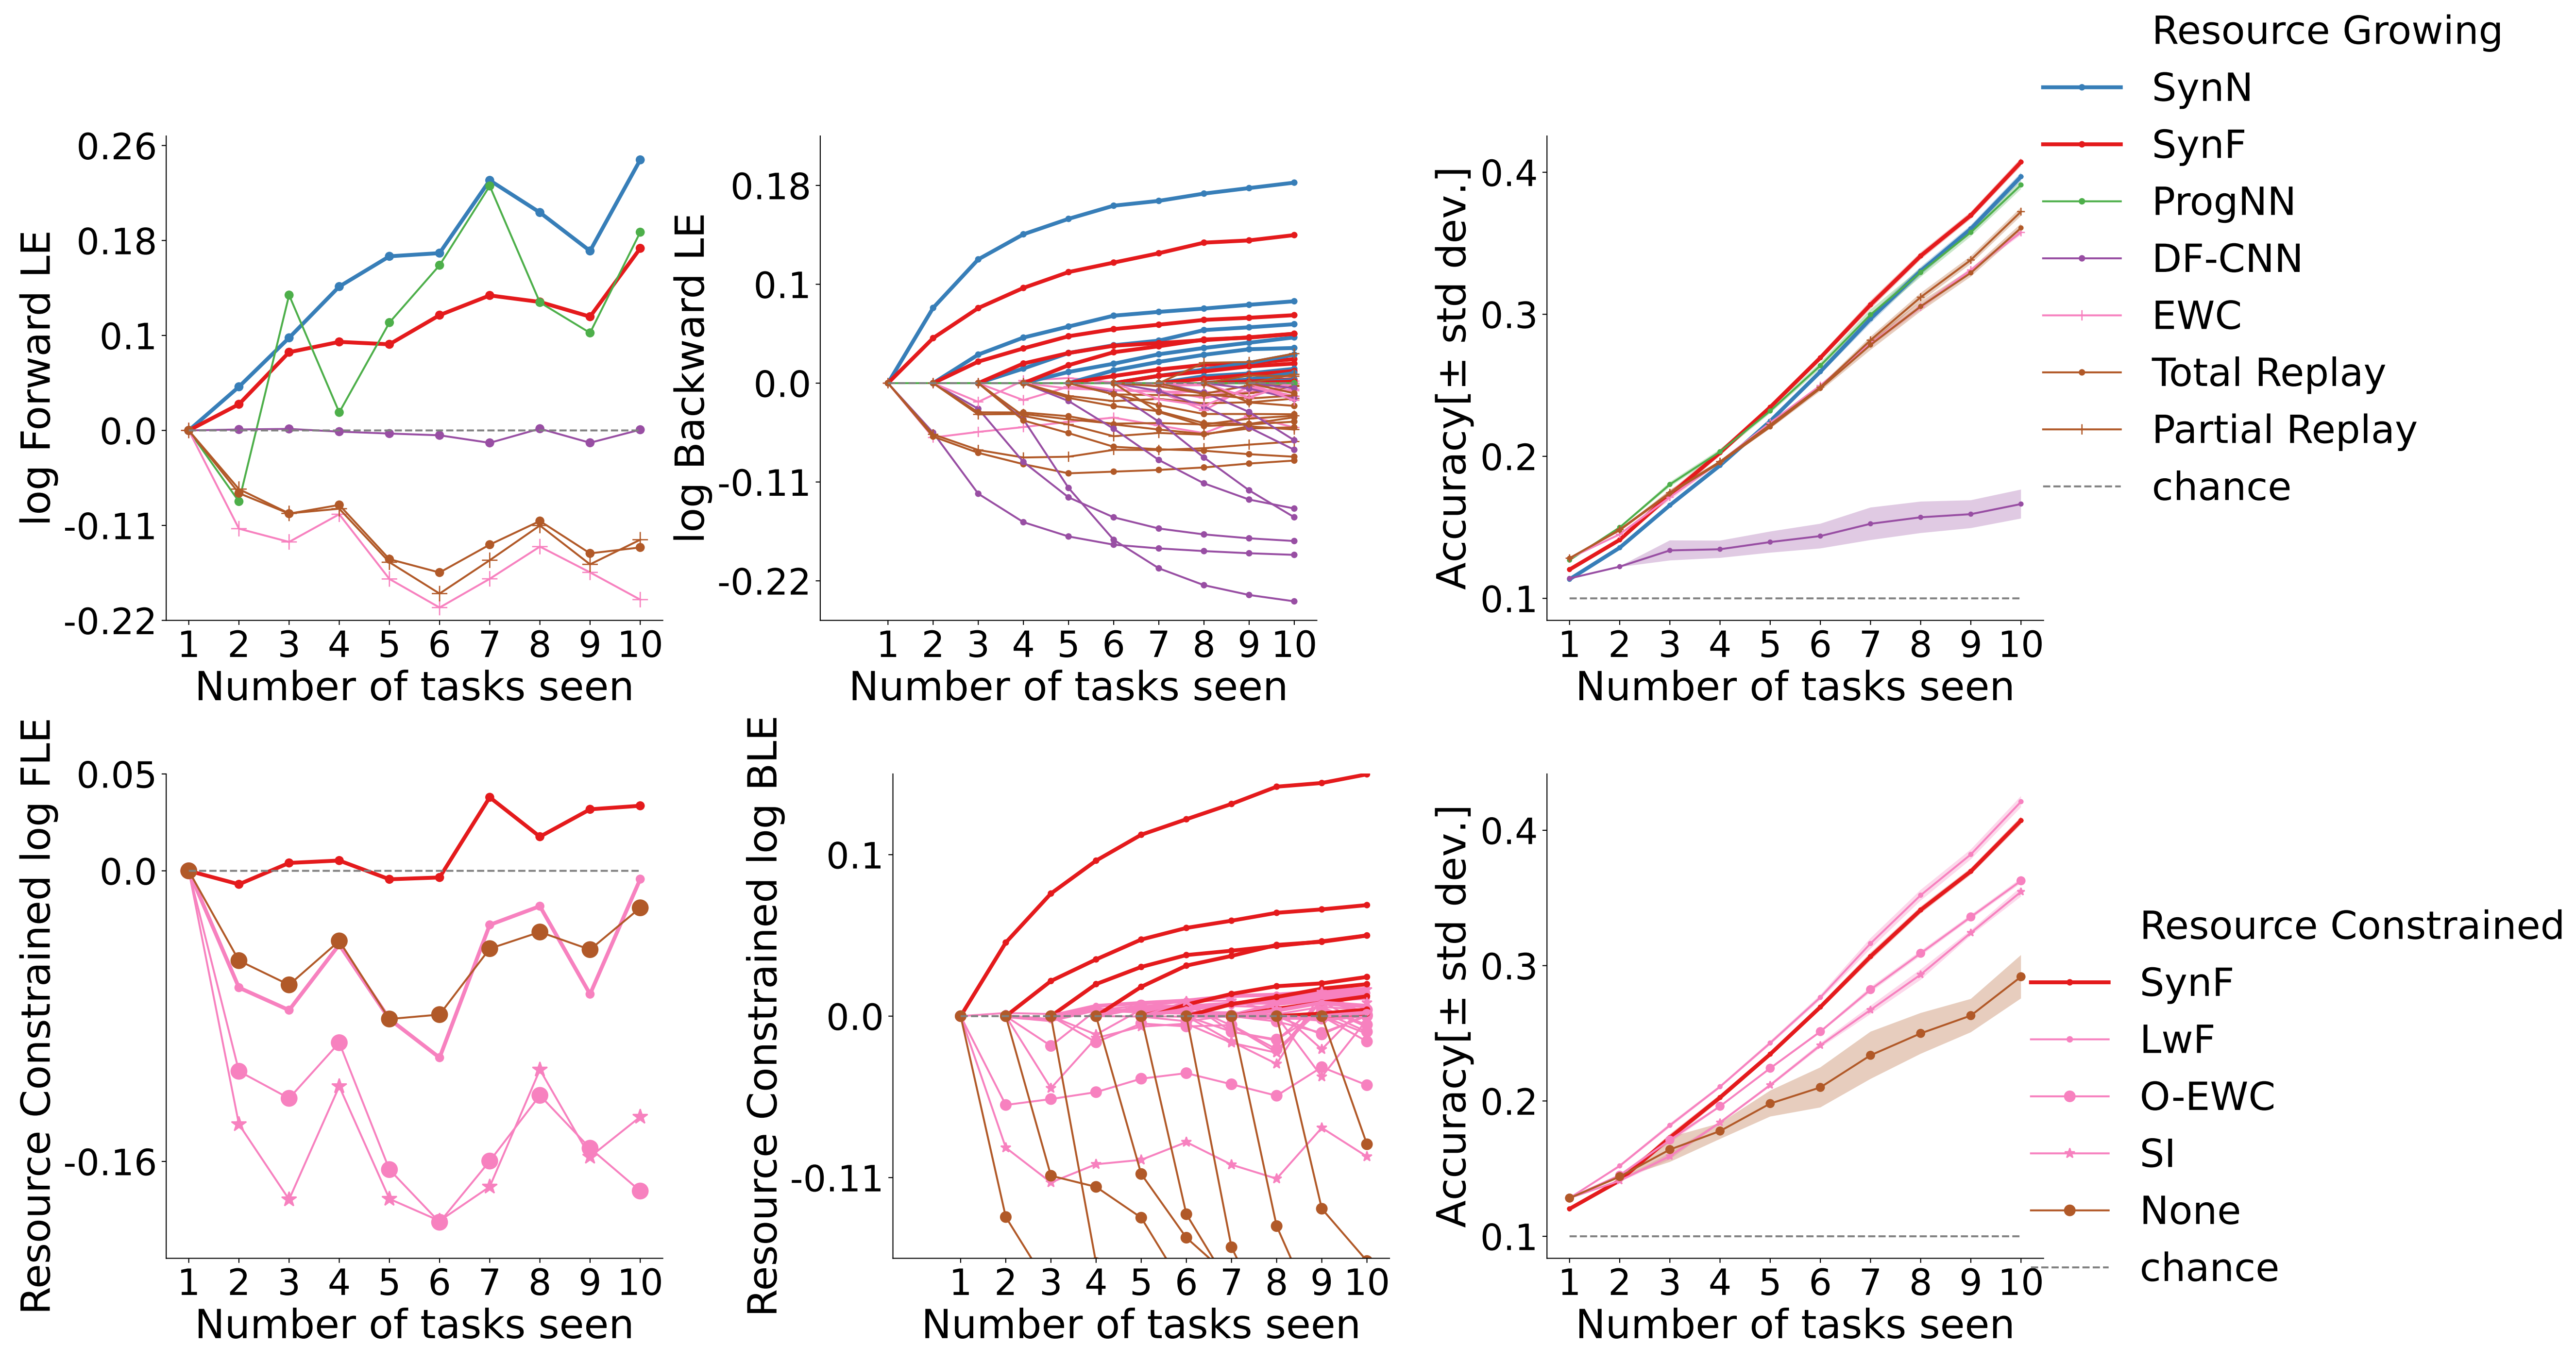 Resource Growing
SynN
SynF
ProgNN
DF-CNN
EWC
Total Replay
Partial Replay
chance
log Forward LE
0.26
0.18
0.1
0.0
-0.11
-0.22
1 2 3 4 5 6 7 8 9 10
Number of tasks seen
log Backward LE
0.18
0.1
0.0
-0.11
-0.22
1 2 3 4 5 6 7 8 9 10
Number of tasks seen
Accuracy[± std dev.]
0.4
0.3
0.2
0.1
1 2 3 4 5 6 7 8 9 10
Number of tasks seen
Resource Constrained log FLE
0.05
0.0
-0.16
1 2 3 4 5 6 7 8 9 10
Number of tasks seen
Resource Constrained log BLE
0.1
0.0
-0.11
1 2 3 4 5 6 7 8 9 10
Number of tasks seen
Accuracy[± std dev.]
0.4
0.3
0.2
0.1
1 2 3 4 5 6 7 8 9 10
Number of tasks seen
Resource Constrained
SynF
LwF
O-EWC
SI
None
chance